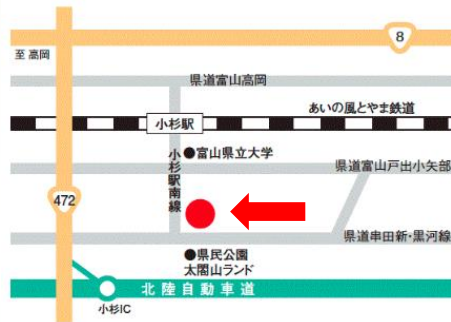 8
至 高岡
県道富山高岡
あいの風とやま鉄道
小杉駅
●富山県立大学
小杉駅南線
県道富山戸出小矢部
472
県道串田新・黒河線
●県民公園
太閤山ランド
北陸自動車道
小杉IC